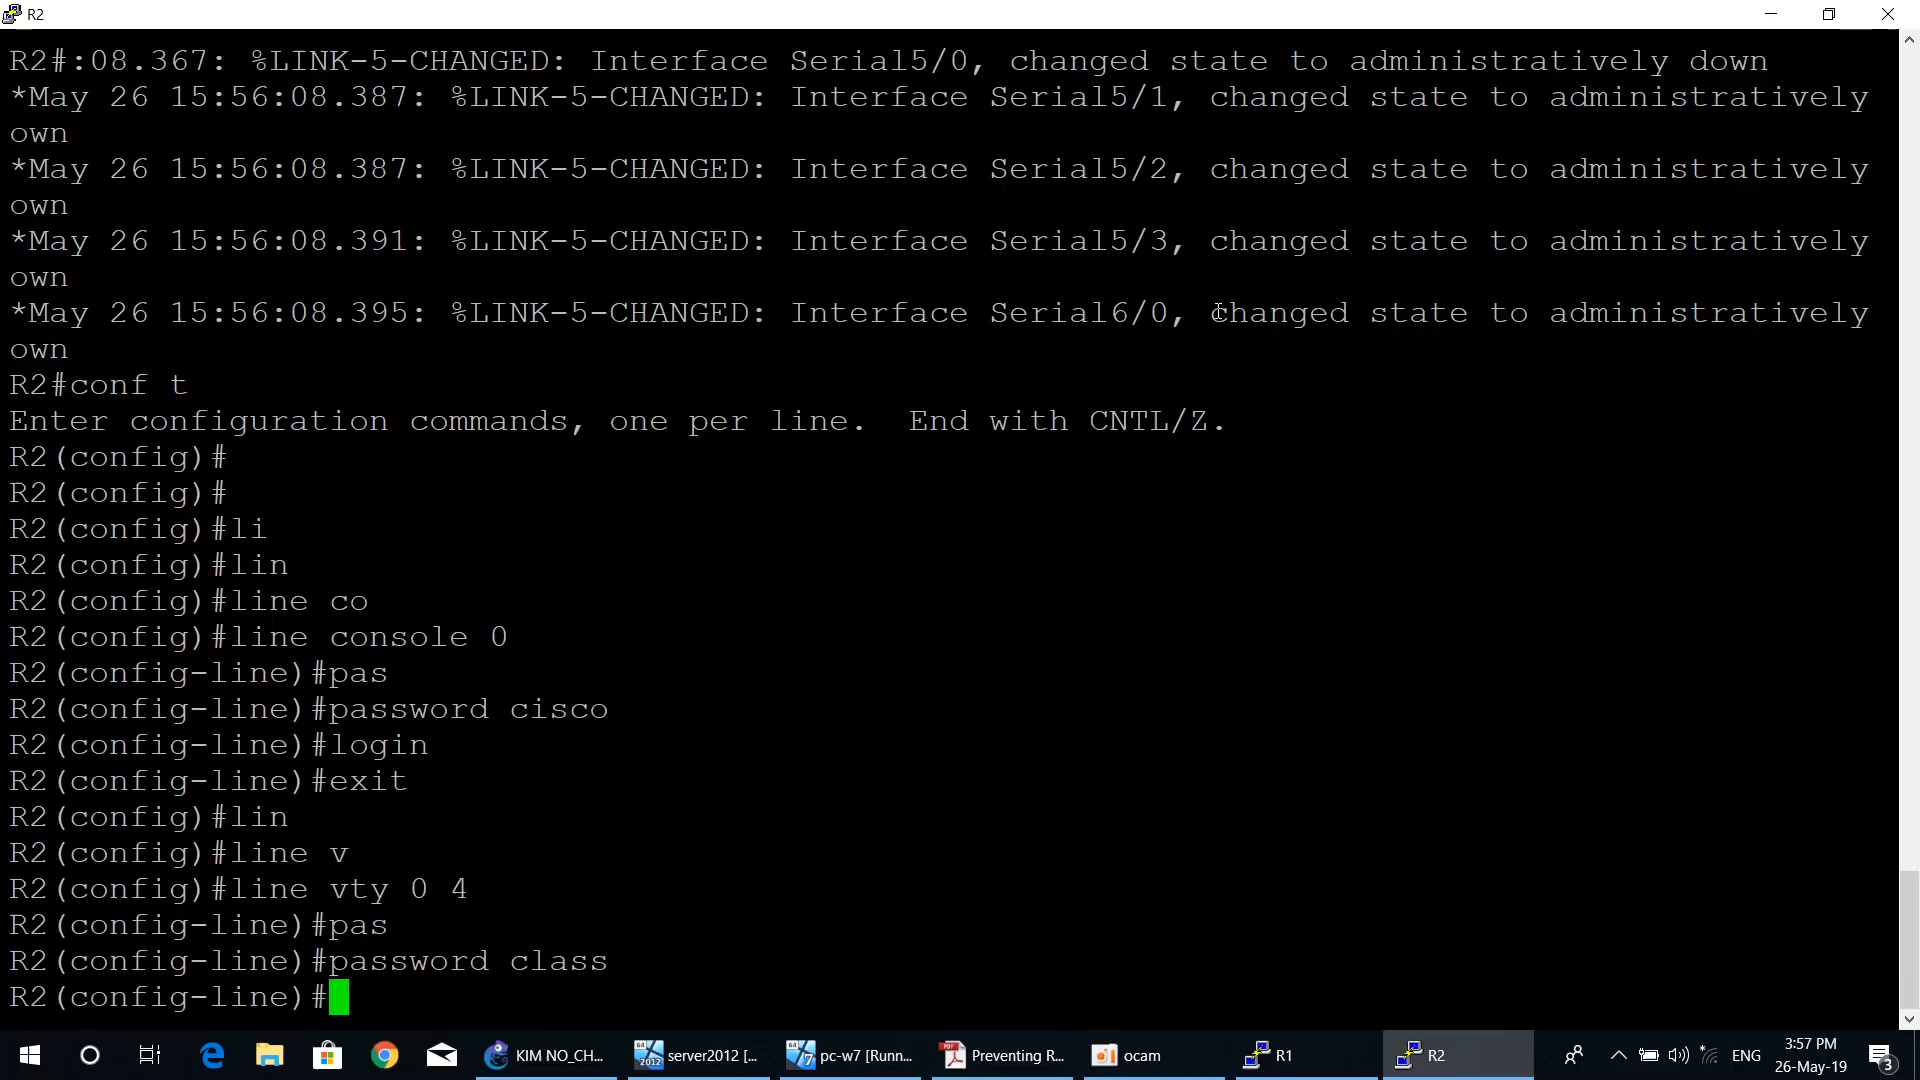 R2
R2#:08.367: %LINK-5-CHANGED: Interface Serial5/0, changed state to administratively down
*May 26 15:56:08.387: %LINK-5-CHANGED: Interface Serial5/1, changed state to administratively
own
*May 26 15:56:08.387: %LINK-5-CHANGED: Interface Serial5/2, changed state to administratively
own
*May 26 15:56:08.391: %LINK-5-CHANGED: Interface Serial5/3, changed state to administratively
own
*May 26 15:56:08.395: %LINK-5-CHANGED: Interface Serial6/0, changed state to administratively
own
R2#conf t
Enter configuration commands, one per line.  End with CNTL/Z.
R2(config)#
R2(config)#
R2(config)#li
R2(config)#lin
R2(config)#line co
R2(config)#line console 0
R2(config-line)#pas
R2(config-line)#password cisco
R2(config-line)#login
R2(config-line)#exit
R2(config)#lin
R2(config)#line v
R2(config)#line vty 0 4
R2(config-line)#pas
R2(config-line)#password class
R2(config-line)#
KIM NO_CH... server2012 [... pc-w7 [Runn... Preventing R... ocam R1 R2 ENG 3:57 PM
26-May-19 3